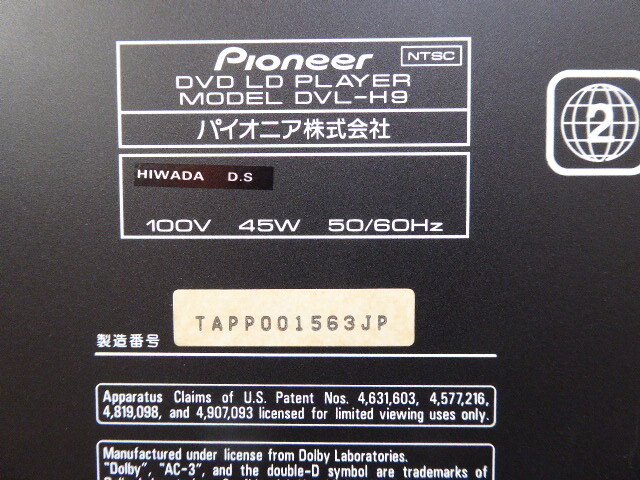 Pioneer
NTSC
DVD LD PLAYER
MODEL DVL-H9
パイオニア株式会社
2
HIWADA D.S
100V 45W 50/60Hz
TAPP001563JP
製造番号
Apparatus Claims of U.S. Patent Nos. 4,631,603, 4,577,216,
4,819,098, and 4,907,093 licensed for limited viewing uses only.
Manufactured under license from Dolby Laboratories.
"Dolby", "AC-3", and the double-D symbol are trademarks of